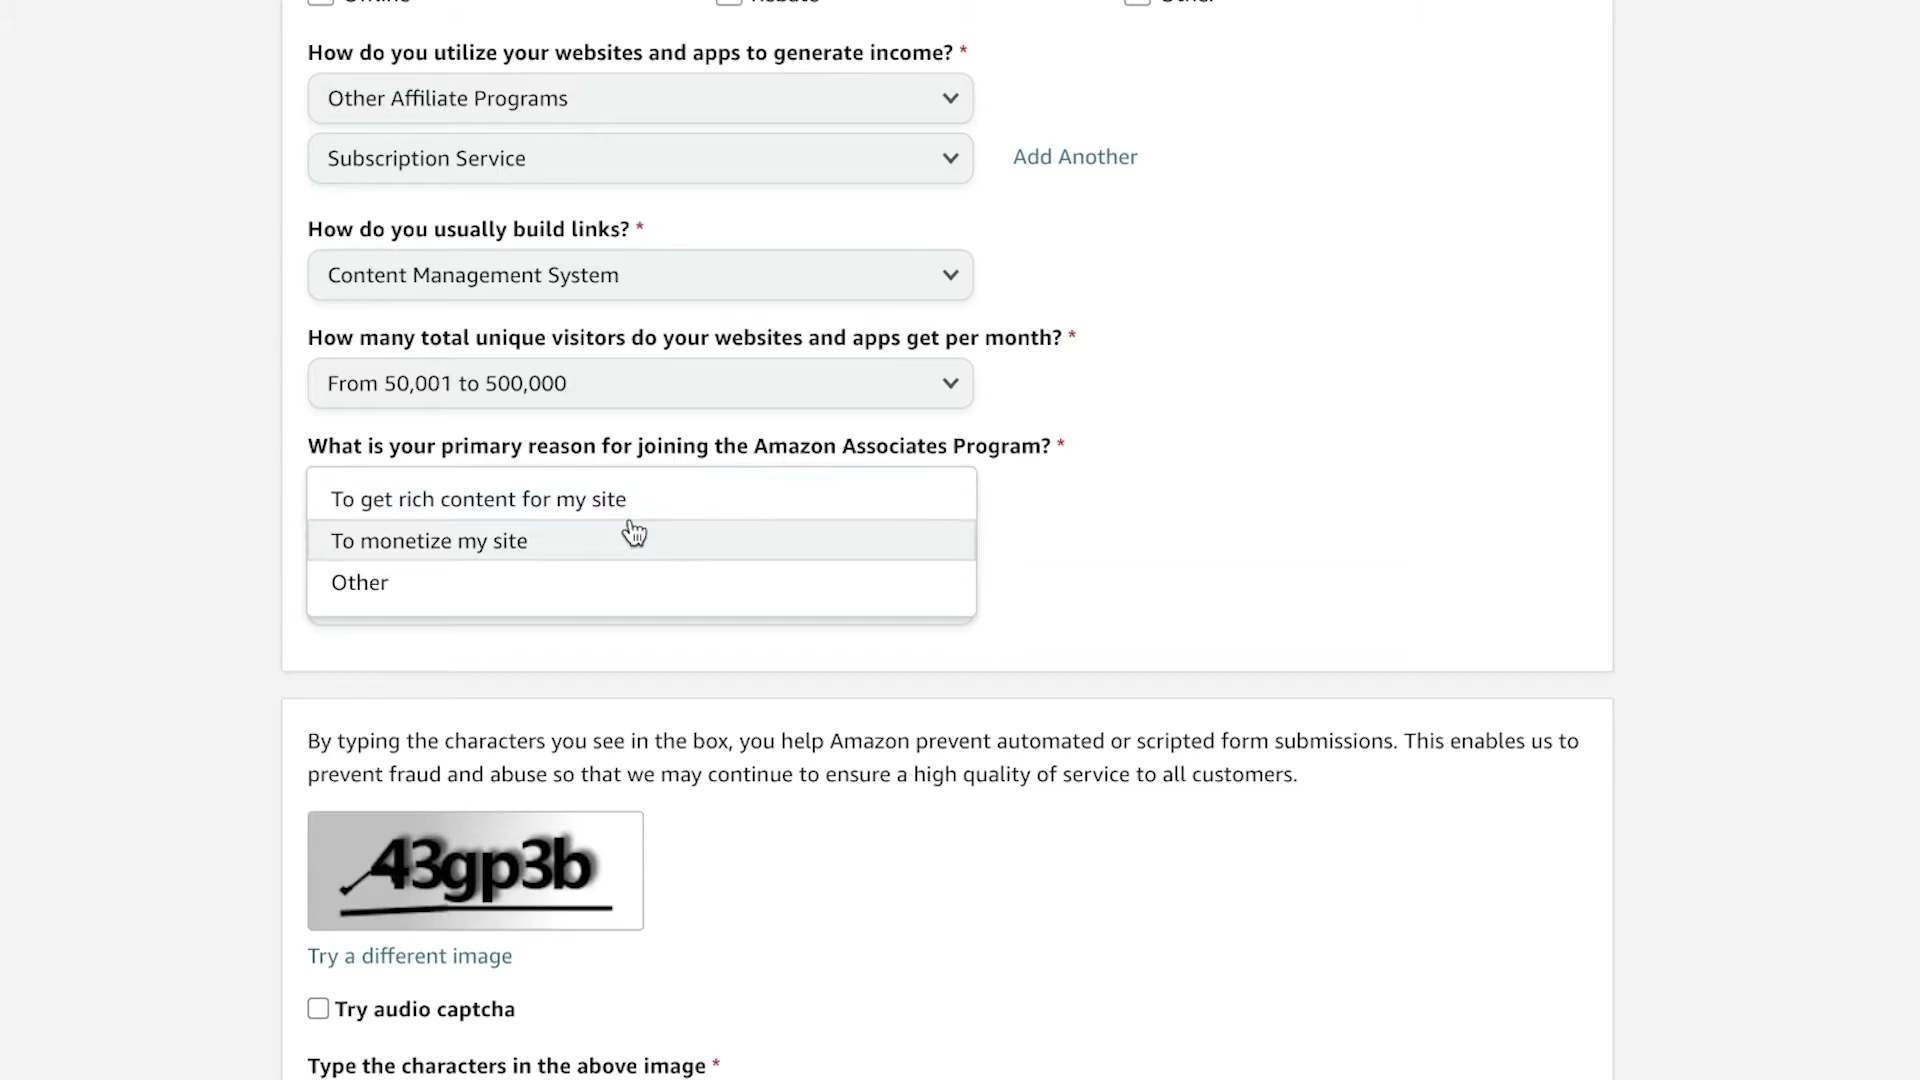 How do you utilize your websites and apps to generate income? *
Other Affiliate Programs
Subscription Service
Add Another
How do you usually build links? *
Content Management System
How many total unique visitors do your websites and apps get per month? *
From 50,001 to 500,000
What is your primary reason for joining the Amazon Associates Program? *
To get rich content for my site
To monetize my site
Other
By typing the characters you see in the box, you help Amazon prevent automated or scripted form submissions. This enables us to
prevent fraud and abuse so that we may continue to ensure a high quality of service to all customers.
43gp3b
Try a different image
Try audio captcha
Type the characters in the above image *